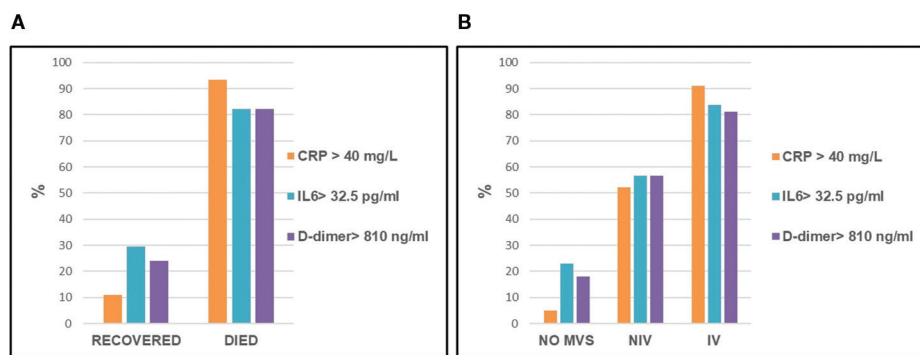 A
100
90
80
70
60
50
40
30
20
10
0
%
RECOVERED DIED
CRP > 40 mg/L
IL6> 32.5 pg/ml
D-dimer> 810 ng/ml
B
100
90
80
70
60
50
40
30
20
10
0
%
NO MVS NIV IV
CRP > 40 mg/L
IL6> 32.5 pg/ml
D-dimer> 810 ng/ml